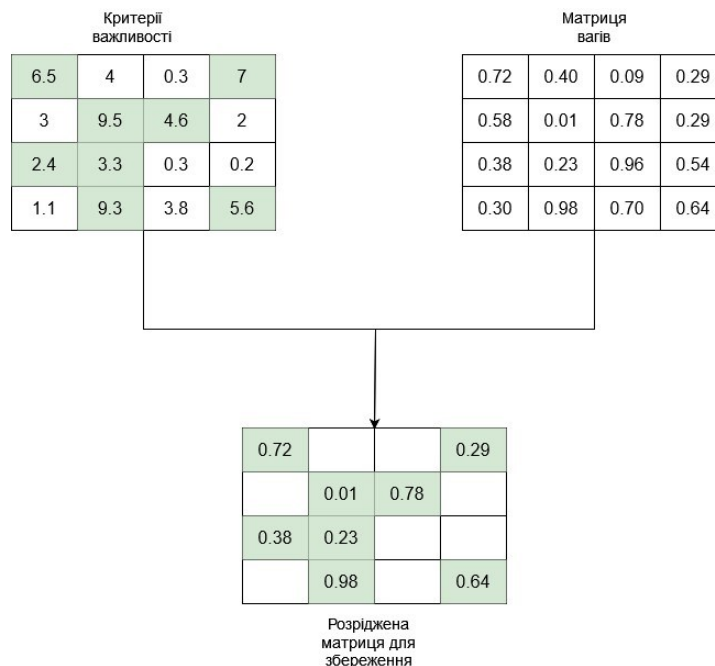 Критерії
важливості
Матриця
вагів
6.5 4 0.3 7
3 9.5 4.6 2
2.4 3.3 0.3 0.2
1.1 9.3 3.8 5.6
0.72 0.40 0.09 0.29
0.58 0.01 0.78 0.29
0.38 0.23 0.96 0.54
0.30 0.98 0.70 0.64
0.72 0.29
0.01 0.78
0.38 0.23
0.98 0.64
Розріджена
матриця для
збереження